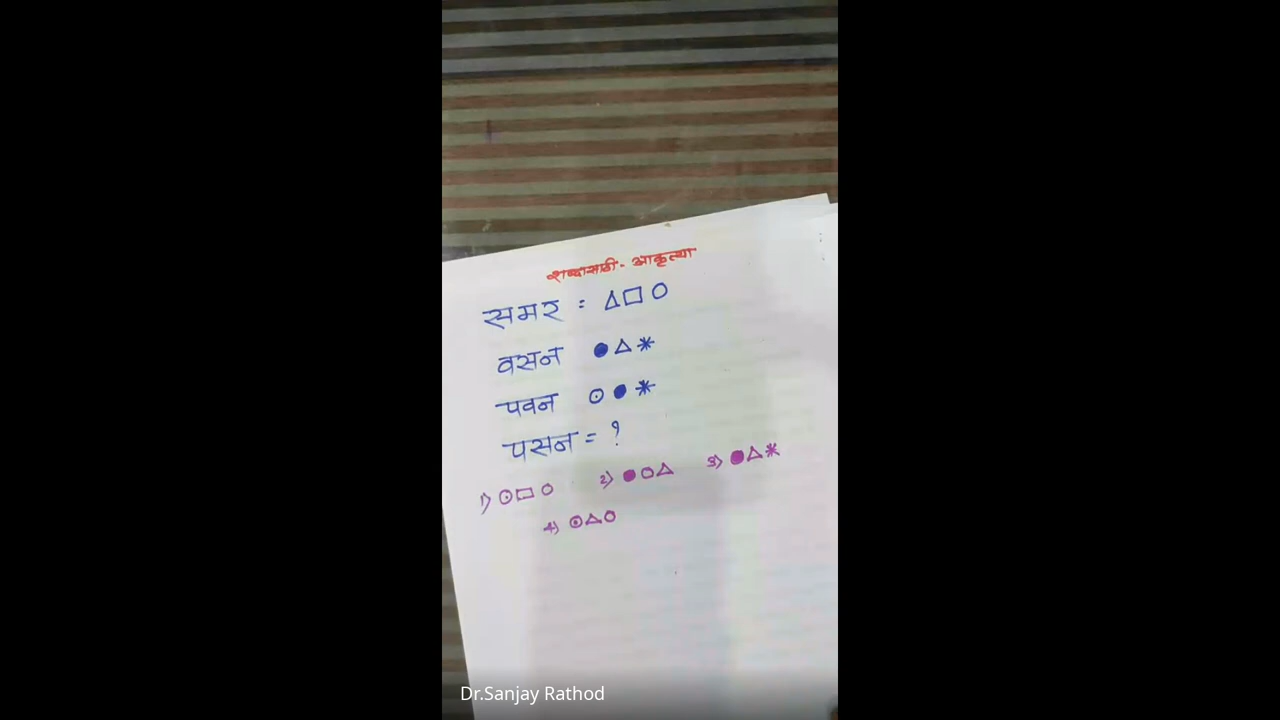 शब्दासाठी - आकृत्या
समर = △□○
वसन ●△*
पवन ⊙●*
पसन = ?
1) ⊙□○ 2) ●○△ 3) ●△*
4) ⊙△○
Dr.Sanjay Rathod